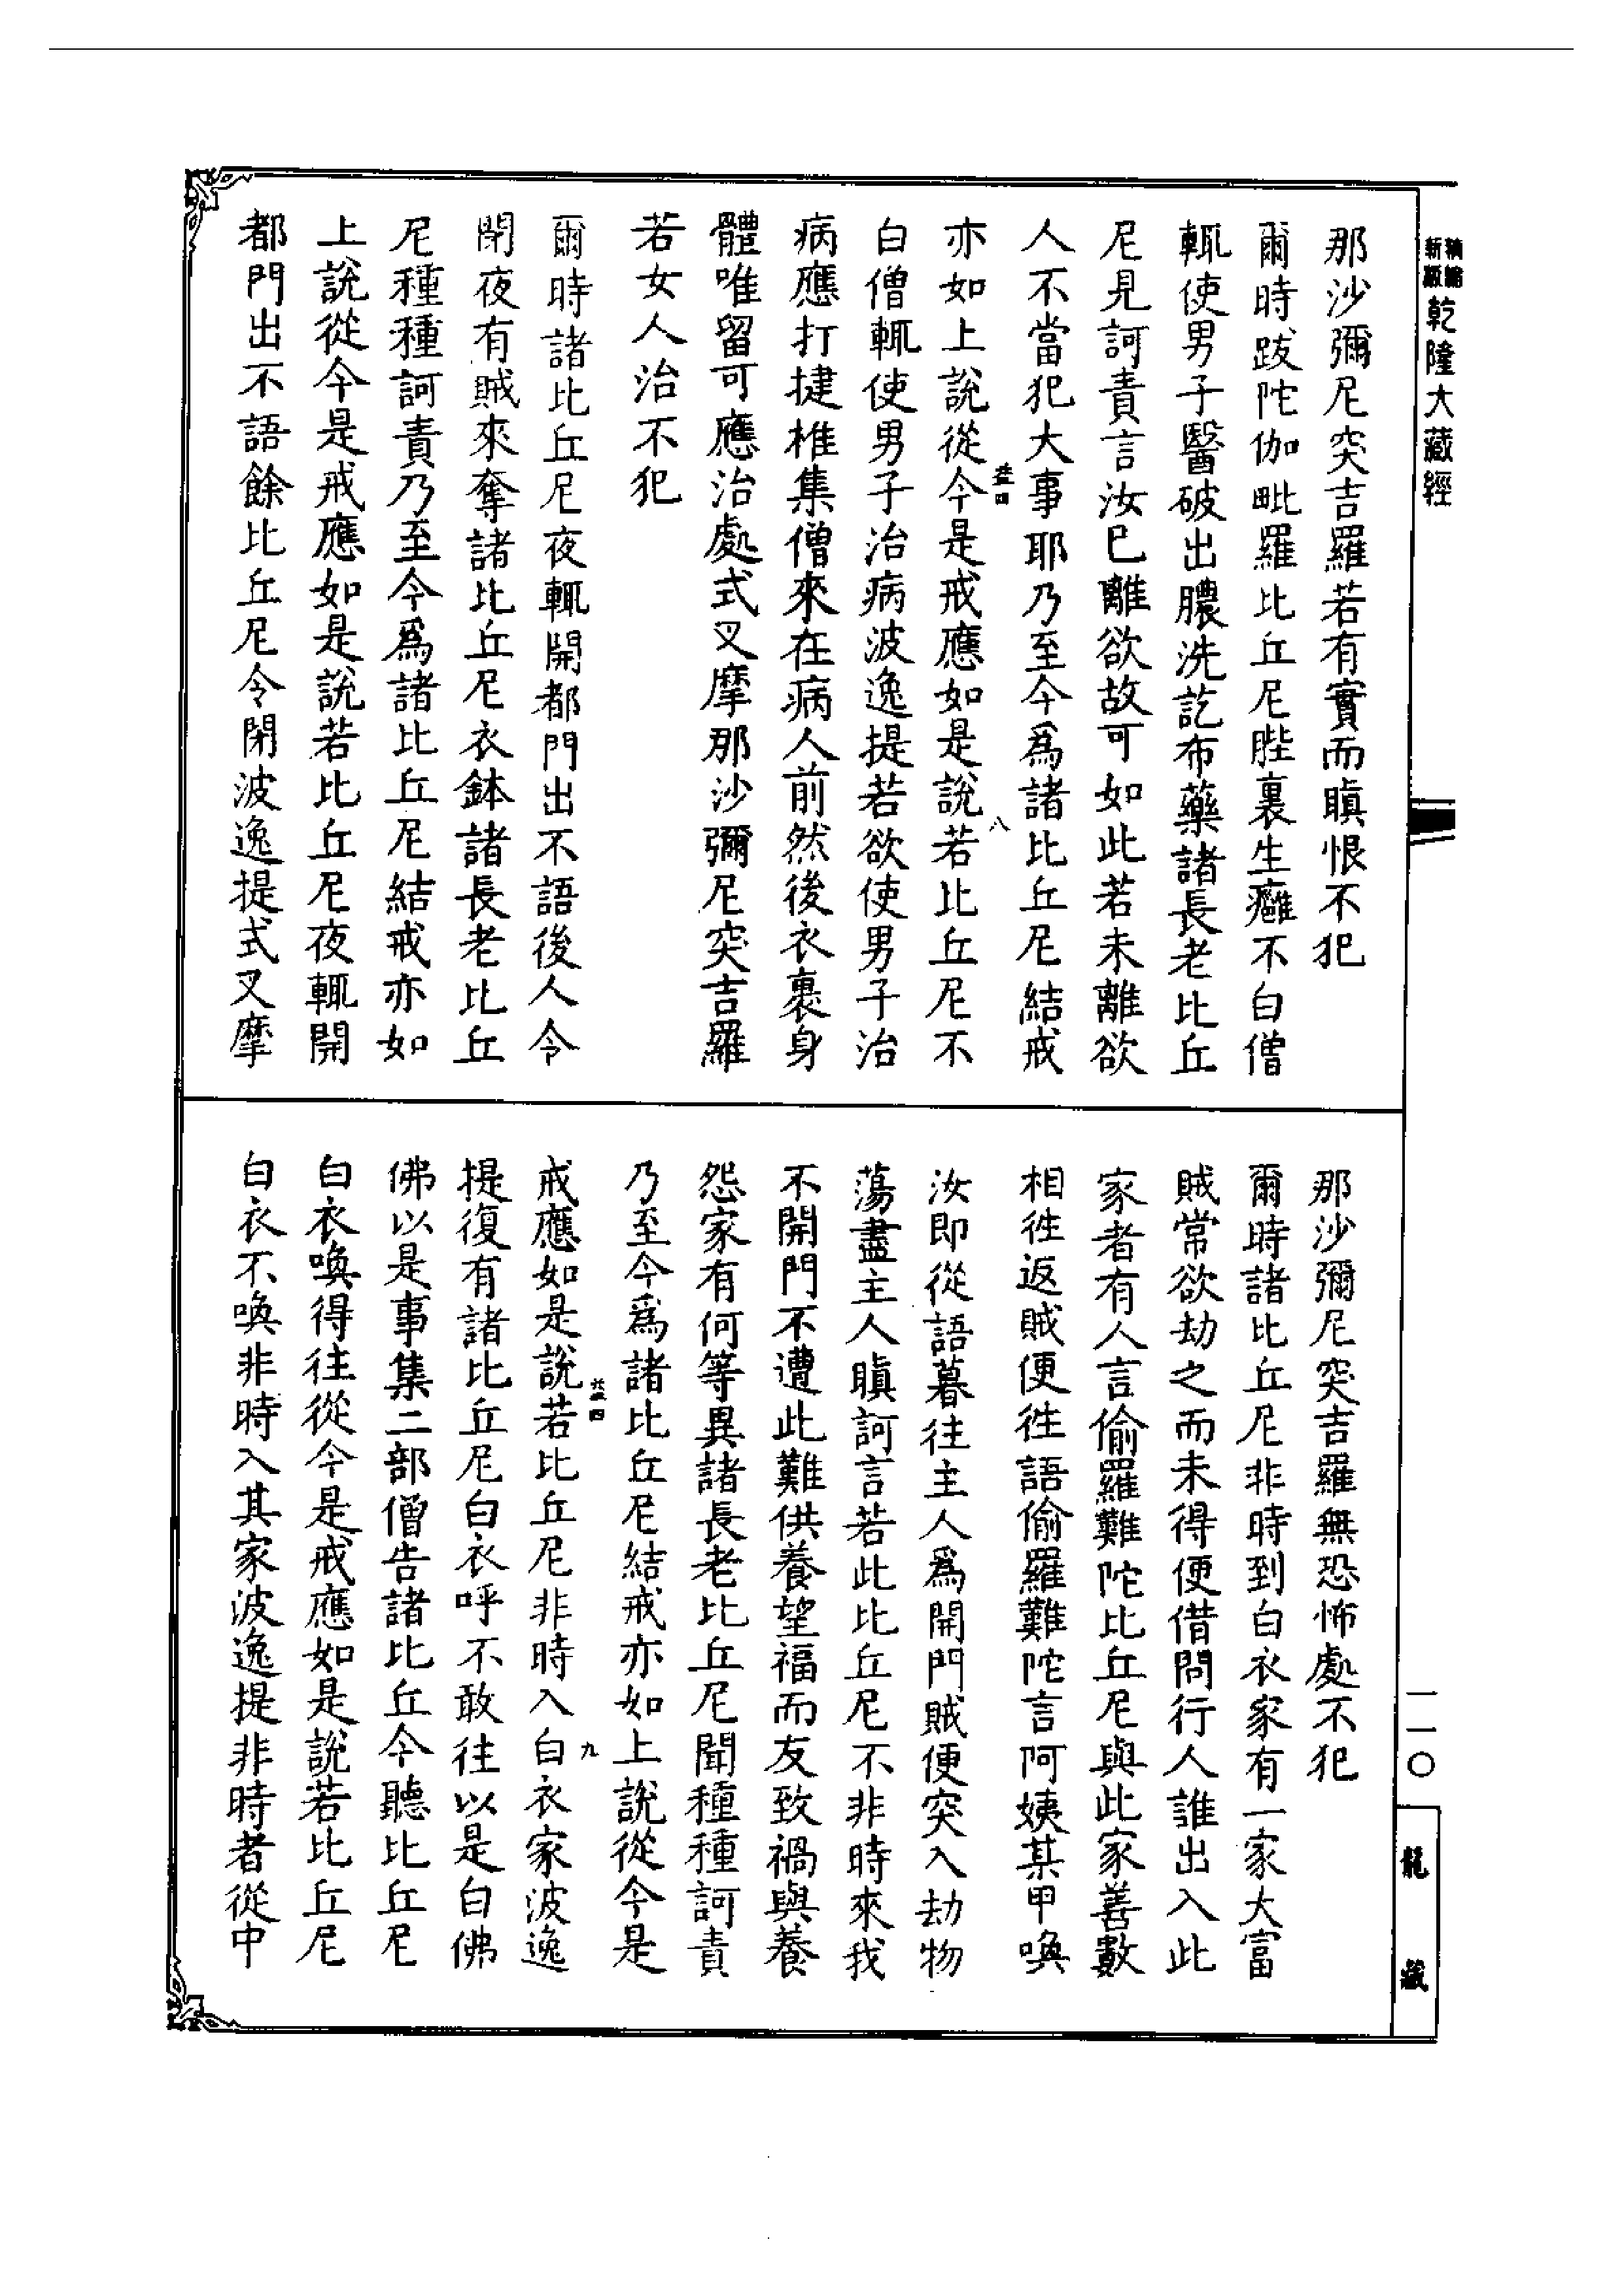 新版 精縮 乾隆大藏經
那沙彌尼突吉羅若有實而瞋恨不犯
爾時跋陀伽毗羅比丘尼䏶裏生癰不白僧
輒使男子醫破出膿洗訖布藥諸長老比丘
尼見訶責言汝已離欲故可如此若未離欲
人不當犯大事耶乃至今爲諸比丘尼結戒
亦如上說從今是戒應如是說若比丘尼不
白僧輒使男子治病波逸提若欲使男子治
病應打揵椎集僧來在病人前然後衣裹身
體唯留可應治處式叉摩那沙彌尼突吉羅
若女人治不犯
爾時諸比丘尼夜輒開都門出不語後人令
閉夜有賊來奪諸比丘尼衣鉢諸長老比丘
尼種種訶責乃至今爲諸比丘尼結戒亦如
上說從今是戒應如是說若比丘尼夜輒開
都門出不語餘比丘尼令閉波逸提式叉摩
八
那沙彌尼突吉羅無恐怖處不犯
爾時諸比丘尼非時到白衣家有一家大富
賊常欲劫之而未得便借問行人誰出入此
家者有人言偷羅難陀比丘尼與此家善數
相徃返賊便徃語偷羅難陀言阿姨某甲喚
汝即從語暮往主人爲開門賊便突入劫物
蕩盡主人瞋訶言若此比丘尼不非時來我
不開門不遭此難供養望福而友致禍與養
怨家有何等異諸長老比丘尼聞種種訶責
乃至今爲諸比丘尼結戒亦如上說從今是
戒應如是說若比丘尼非時入白衣家波逸
提復有諸比丘尼白衣呼不敢往以是白佛
佛以是事集二部僧告諸比丘今聽比丘尼
白衣喚得往從今是戒應如是說若比丘尼
白衣不喚非時入其家波逸提非時者從中
九
一一〇
龍藏